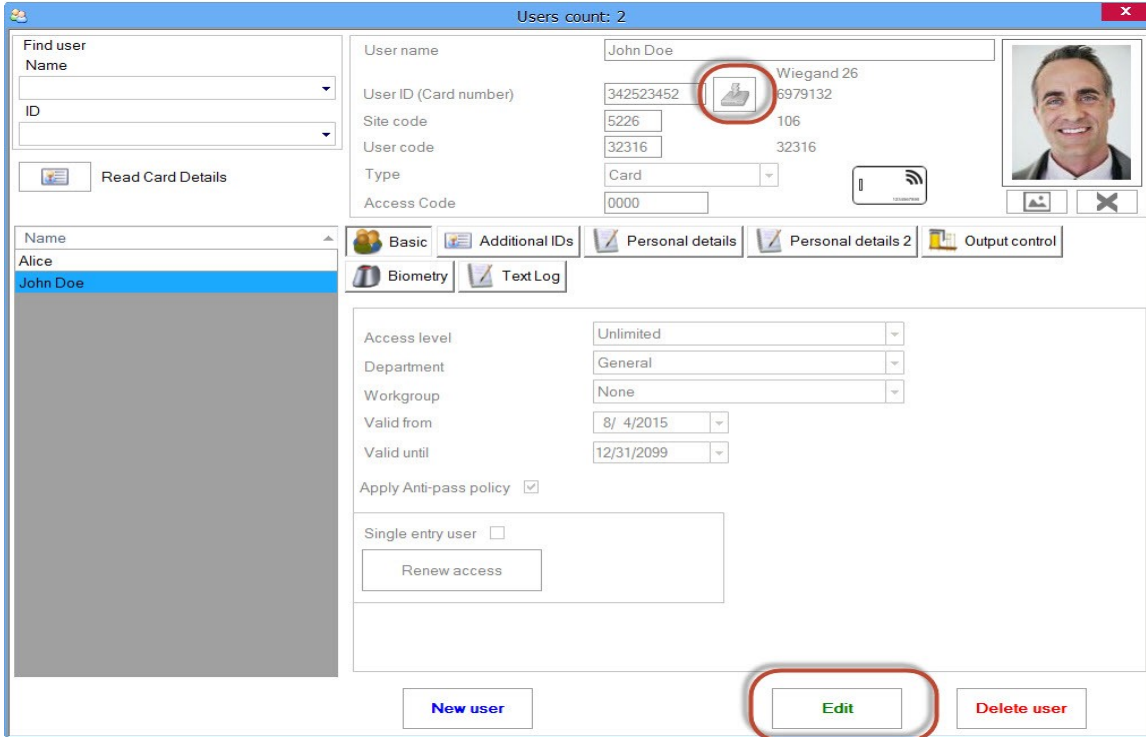 Users count: 2
x
Find user
Name
ID
Read Card Details
User name
John Doe
Wiegand 26
User ID (Card number)
342523452
6979132
Site code
5226
106
User code
32316
32316
Type
Card
Access Code
0000
Name
Alice
John Doe
Basic
Additional IDs
Personal details
Personal details 2
Output control
Biometry
Text Log
Access level
Unlimited
Department
General
Workgroup
None
Valid from
8/ 4/2015
Valid until
12/31/2099
Apply Anti-pass policy
Single entry user
Renew access
New user
Edit
Delete user